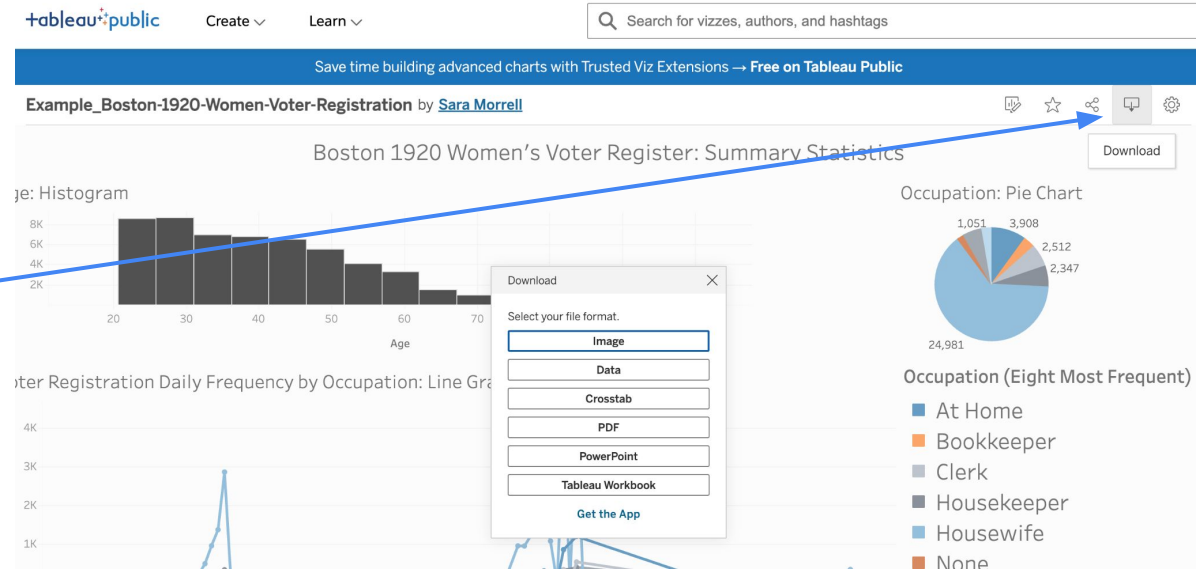 +ableau public Create Learn Search for vizzes, authors, and hashtags
Save time building advanced charts with Trusted Viz Extensions → Free on Tableau Public
Example_Boston-1920-Women-Voter-Registration by Sara Morrell
Download
Boston 1920 Women's Voter Register: Summary Statistics
ge: Histogram
8K
6K
4K
2K
20 30 40 50 60 70
Age
Occupation: Pie Chart
1,051 3,908
2,512
2,347
24,981
Download
Select your file format.
Image
Data
Crosstab
PDF
PowerPoint
Tableau Workbook
Get the App
oter Registration Daily Frequency by Occupation: Line Gra
4K
3K
2K
1K
Occupation (Eight Most Frequent)
At Home
Bookkeeper
Clerk
Housekeeper
Housewife
None